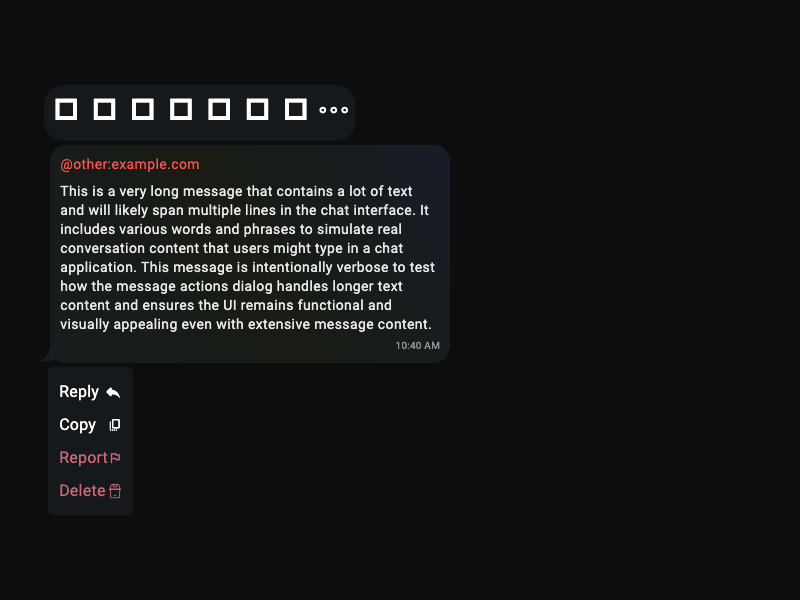 @other:example.com
This is a very long message that contains a lot of text
and will likely span multiple lines in the chat interface. It
includes various words and phrases to simulate real
conversation content that users might type in a chat
application. This message is intentionally verbose to test
how the message actions dialog handles longer text
content and ensures the UI remains functional and
visually appealing even with extensive message content.
10:40 AM
Reply
Copy
Report
Delete